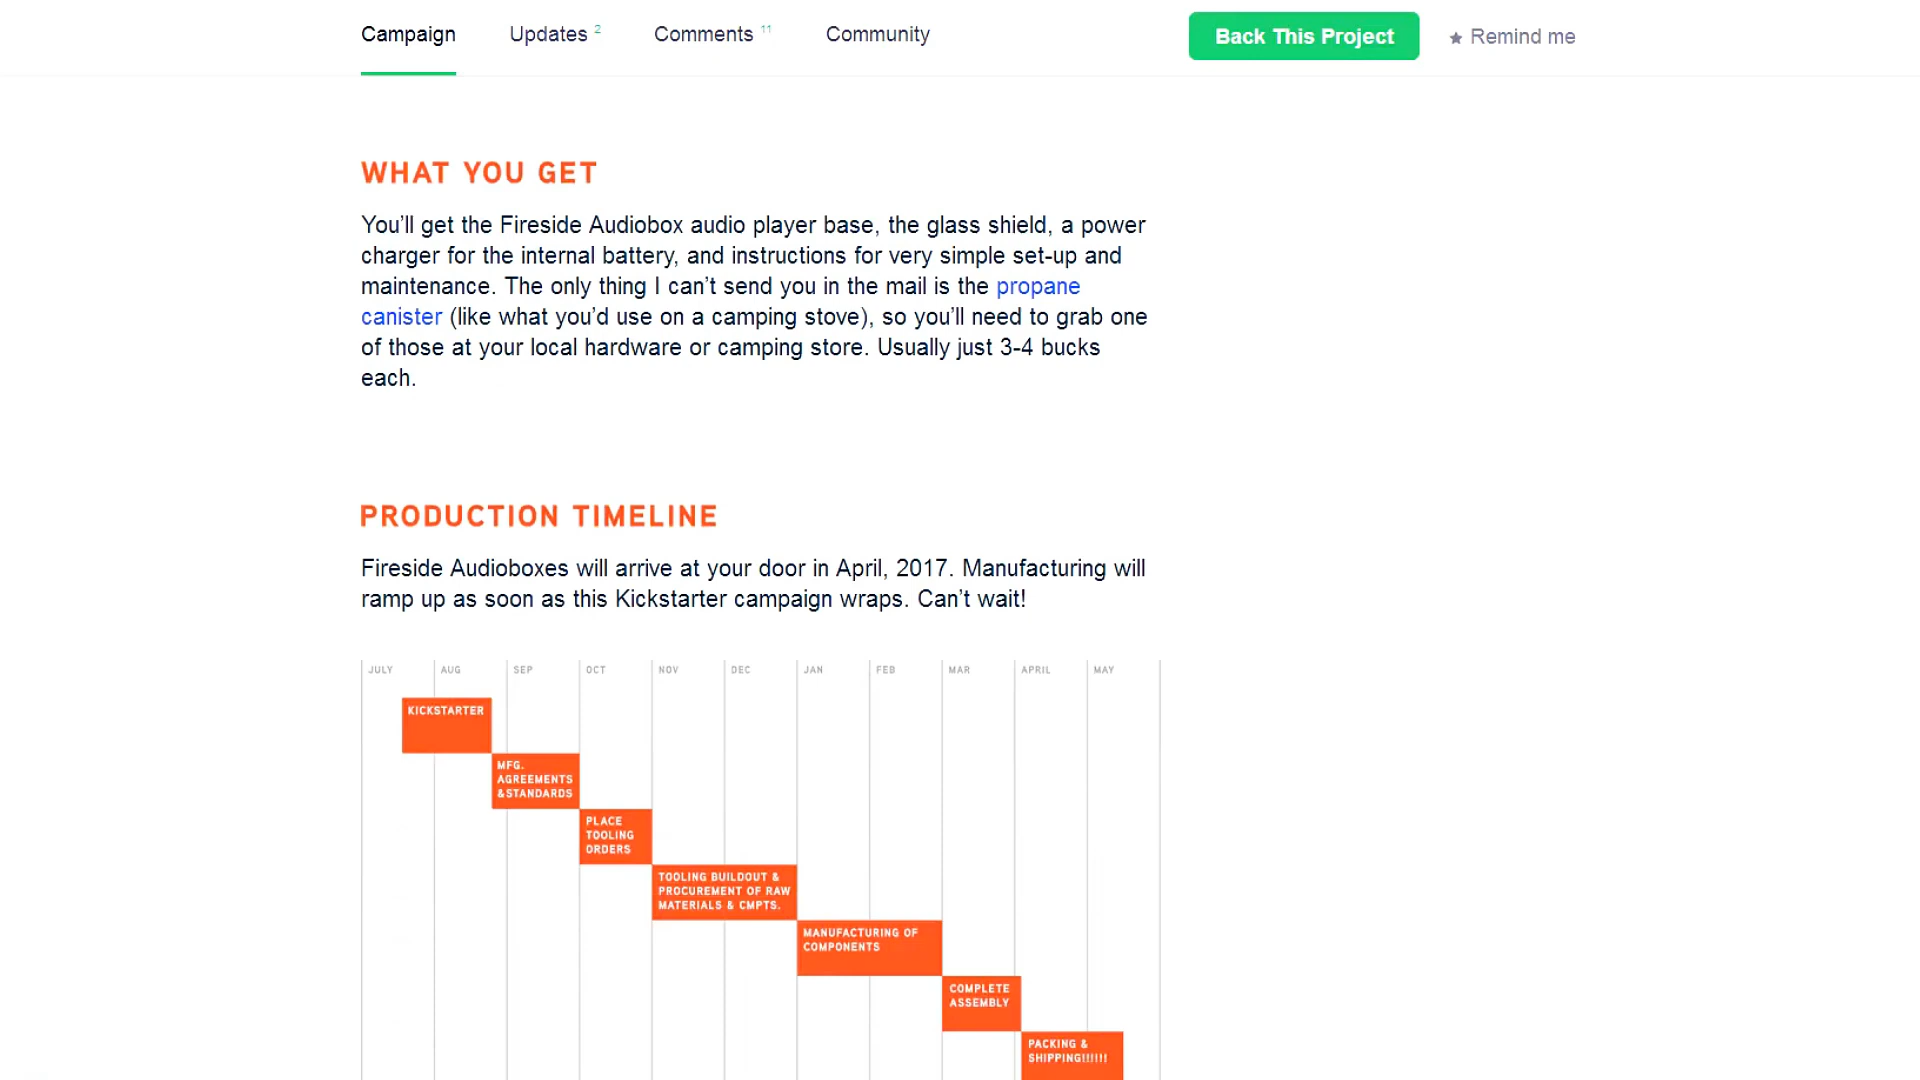 Campaign Updates 2 Comments 11 Community Back This Project Remind me
WHAT YOU GET
You’ll get the Fireside Audiobox audio player base, the glass shield, a power
charger for the internal battery, and instructions for very simple set-up and
maintenance. The only thing I can’t send you in the mail is the propane
canister (like what you’d use on a camping stove), so you’ll need to grab one
of those at your local hardware or camping store. Usually just 3-4 bucks
each.
PRODUCTION TIMELINE
Fireside Audioboxes will arrive at your door in April, 2017. Manufacturing will
ramp up as soon as this Kickstarter campaign wraps. Can’t wait!
JULY AUG SEP OCT NOV DEC JAN FEB MAR APRIL MAY
KICKSTARTER
MFG.
AGREEMENTS
&STANDARDS
PLACE
TOOLING
ORDERS
TOOLING BUILDOUT &
PROCUREMENT OF RAW
MATERIALS & CMPTS.
MANUFACTURING OF
COMPONENTS
COMPLETE
ASSEMBLY
PACKING &
SHIPPING!!!!!!